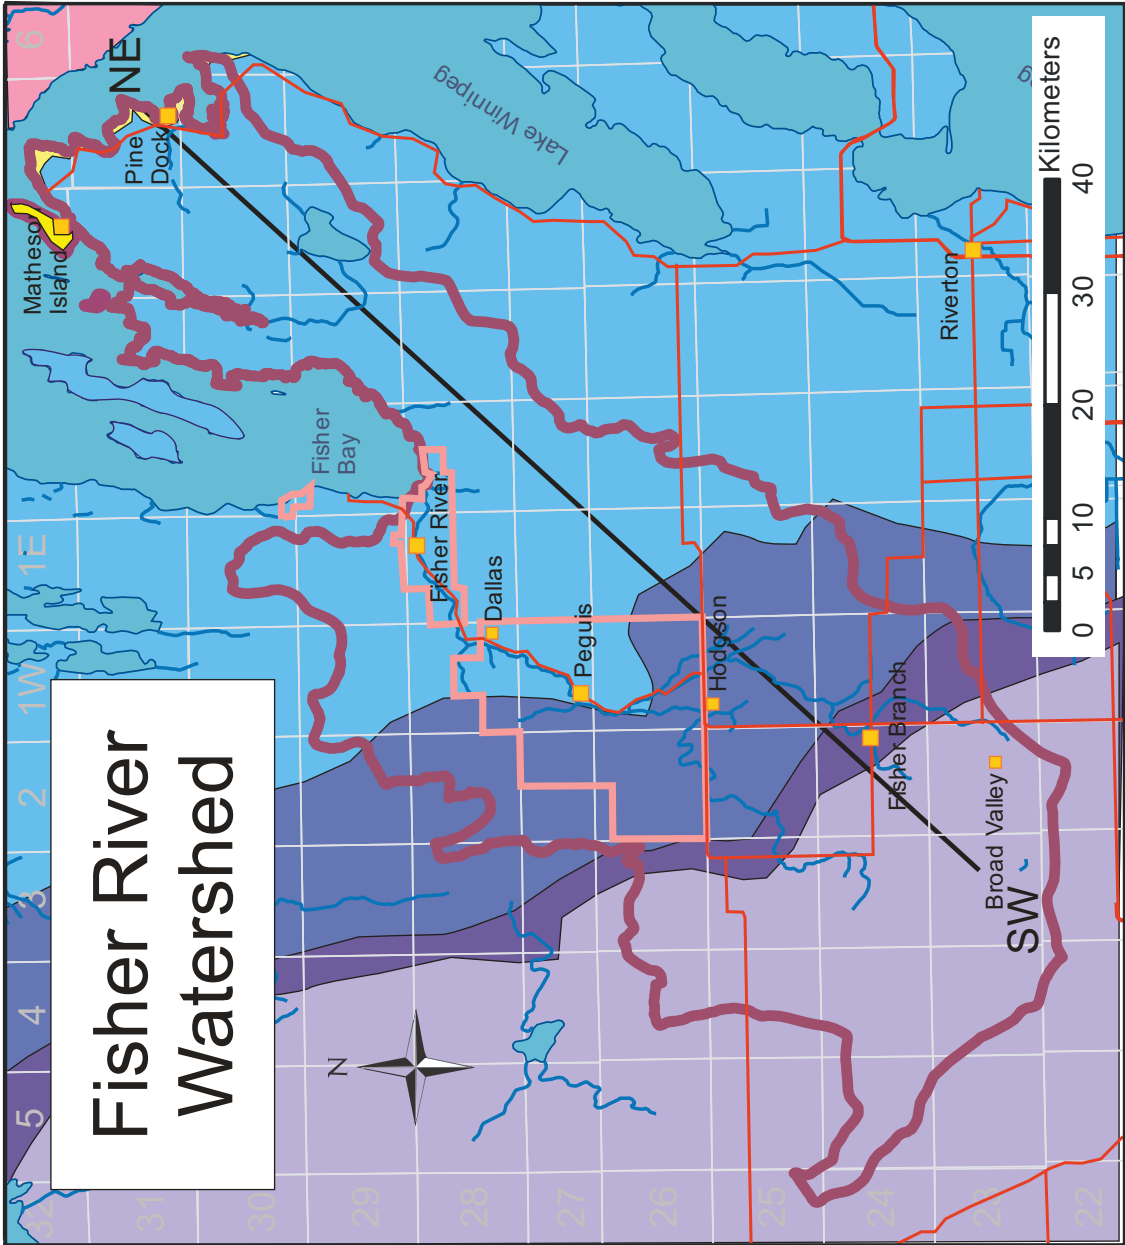 Fisher River
Watershed
N
NE
SW
Matheson
Island
Pine
Dock
Lake Winnipeg
Fisher
Bay
Fisher River
Dallas
Peguis
Hodgson
Fisher Branch
Broad Valley
Riverton
g
Kilometers
0
5
10
20
30
40
5
4
3
2
1W
1E
6
32
31
30
29
28
27
26
25
24
23
22